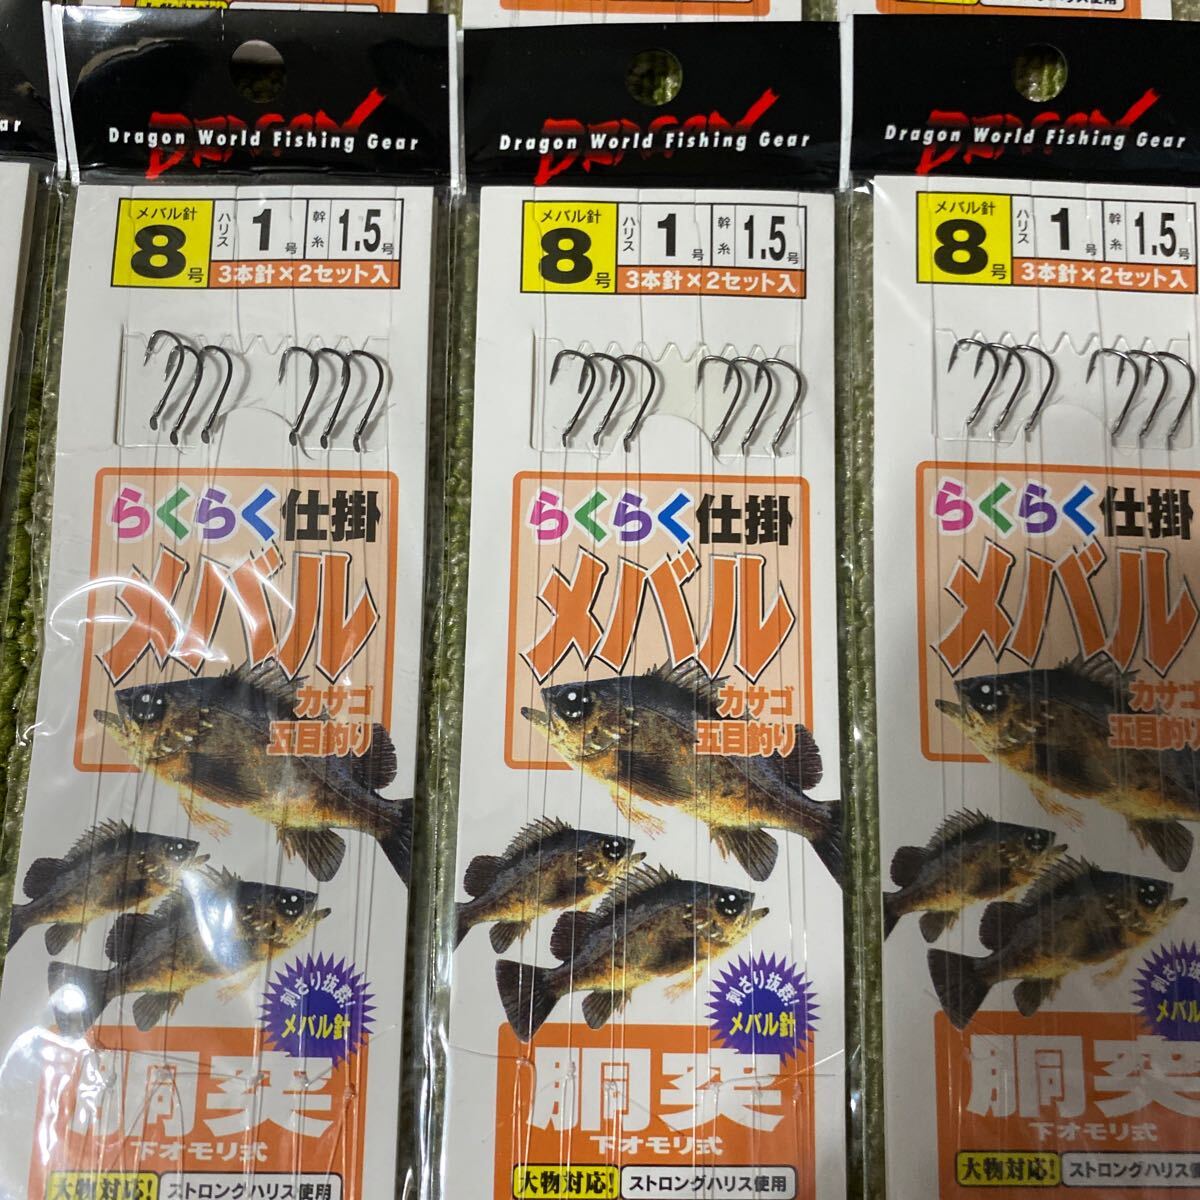 ストロングハリス使用
ar
DRAGON
Dragon World Fishing Gear
メバル針
8号
ハリス
1号
幹糸
1.5号
3本針×2セット入
らくらく仕掛
メバル
カサゴ
五目釣り
刺さり抜群!
メバル針
胴突
下オモリ式
大物対応!
ストロングハリス使用
DRAGON
Dragon World Fishing Gear
メバル針
8号
ハリス
1号
幹糸
1.5号
3本針×2セット入
らくらく仕掛
メバル
カサゴ
五目釣り
刺さり抜群!
メバル針
胴突
下オモリ式
大物対応!
ストロングハリス使用
DRAGON
Dragon World Fishing Gear
メバル針
8号
ハリス
1号
幹糸
1.5号
3本針×2セット入
らくらく仕掛
メバル
カサゴ
五目釣り
刺さり抜
メバル
胴突
下オモリ式
大物対応!
ストロングハリス使用